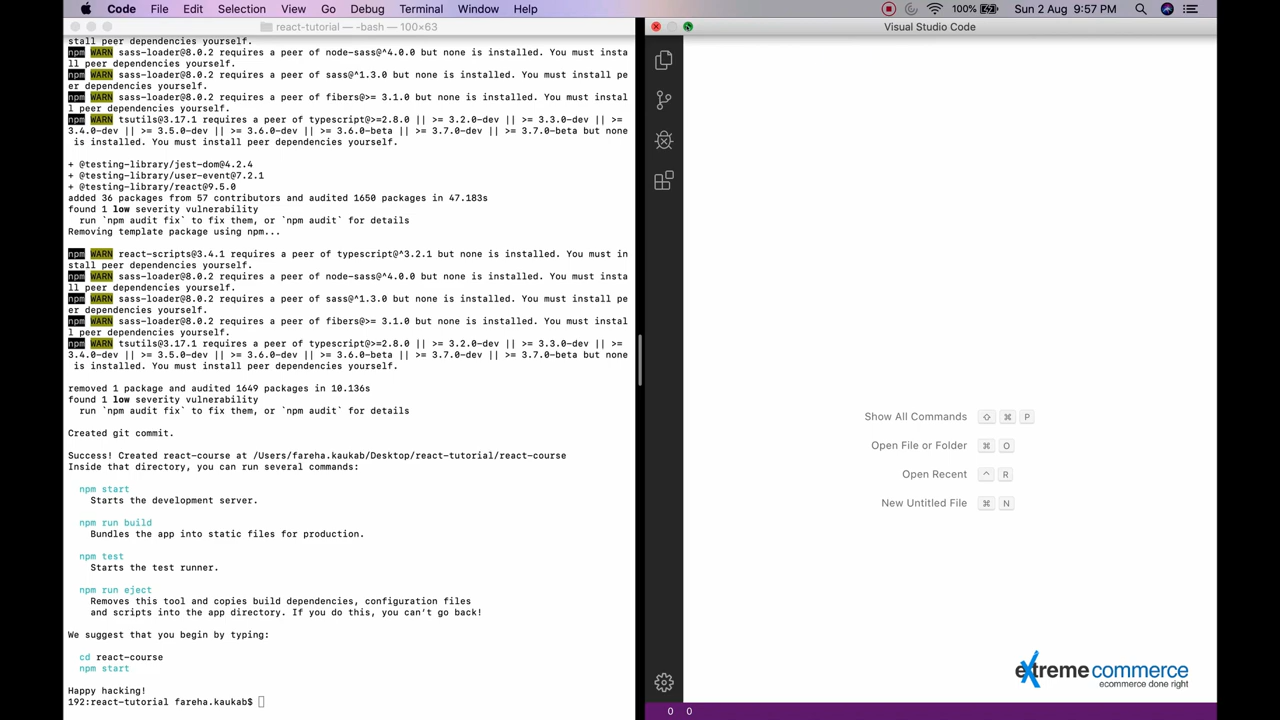 Code File Edit Selection View Go Debug Terminal Window Help 100% Sun 2 Aug 9:57 PM
react-tutorial — -bash — 100×63
stall peer dependencies yourself.
npm WARN sass-loader@8.0.2 requires a peer of node-sass@^4.0.0 but none is installed. You must insta
ll peer dependencies yourself.
npm WARN sass-loader@8.0.2 requires a peer of sass@^1.3.0 but none is installed. You must install pe
er dependencies yourself.
npm WARN sass-loader@8.0.2 requires a peer of fibers@>= 3.1.0 but none is installed. You must instal
l peer dependencies yourself.
npm WARN tsutils@3.17.1 requires a peer of typescript@>=2.8.0 || >= 3.2.0-dev || >= 3.3.0-dev || >=
3.4.0-dev || >= 3.5.0-dev || >= 3.6.0-dev || >= 3.6.0-beta || >= 3.7.0-dev || >= 3.7.0-beta but none
is installed. You must install peer dependencies yourself.
+ @testing-library/jest-dom@4.2.4
+ @testing-library/user-event@7.2.1
+ @testing-library/react@9.5.0
added 36 packages from 57 contributors and audited 1650 packages in 47.183s
found 1 low severity vulnerability
run `npm audit fix` to fix them, or `npm audit` for details
Removing template package using npm...
npm WARN react-scripts@3.4.1 requires a peer of typescript@^3.2.1 but none is installed. You must in
stall peer dependencies yourself.
npm WARN sass-loader@8.0.2 requires a peer of node-sass@^4.0.0 but none is installed. You must insta
ll peer dependencies yourself.
npm WARN sass-loader@8.0.2 requires a peer of sass@^1.3.0 but none is installed. You must install pe
er dependencies yourself.
npm WARN sass-loader@8.0.2 requires a peer of fibers@>= 3.1.0 but none is installed. You must instal
l peer dependencies yourself.
npm WARN tsutils@3.17.1 requires a peer of typescript@>=2.8.0 || >= 3.2.0-dev || >= 3.3.0-dev || >=
3.4.0-dev || >= 3.5.0-dev || >= 3.6.0-dev || >= 3.6.0-beta || >= 3.7.0-dev || >= 3.7.0-beta but none
is installed. You must install peer dependencies yourself.
removed 1 package and audited 1649 packages in 10.136s
found 1 low severity vulnerability
run `npm audit fix` to fix them, or `npm audit` for details
Created git commit.
Success! Created react-course at /Users/fareha.kaukab/Desktop/react-tutorial/react-course
Inside that directory, you can run several commands:
npm start
Starts the development server.
npm run build
Bundles the app into static files for production.
npm test
Starts the test runner.
npm run eject
Removes this tool and copies build dependencies, configuration files
and scripts into the app directory. If you do this, you can't go back!
We suggest that you begin by typing:
cd react-course
npm start
Happy hacking!
192:react-tutorial fareha.kaukab$
Visual Studio Code
Show All Commands ⇧ ⌘ P
Open File or Folder ⌘ O
Open Recent ^ R
New Untitled File ⌘ N
extreme commerce
ecommerce done right
0 0